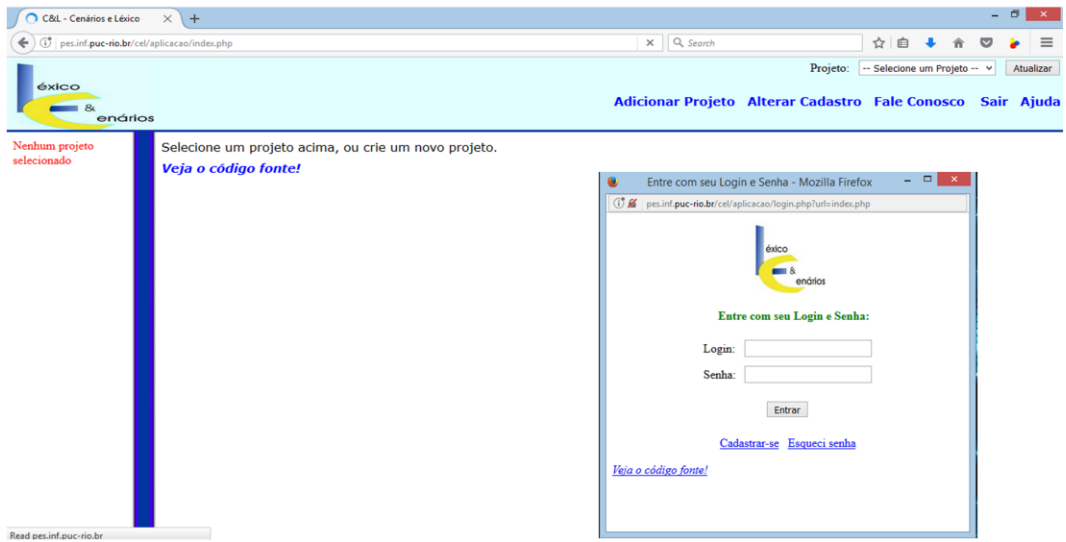 C&L - Cenários e Léxico
pes.inf.puc-rio.br/cel/aplicacao/index.php
Search
éxico
&
enários
Projeto: -- Selecione um Projeto -- Atualizar
Adicionar Projeto Alterar Cadastro Fale Conosco Sair Ajuda
Nenhum projeto
selecionado
Selecione um projeto acima, ou crie um novo projeto.
Veja o código fonte!
Entre com seu Login e Senha - Mozilla Firefox
pes.inf.puc-rio.br/cel/aplicacao/login.php?url=index.php
éxico
&
enários
Entre com seu Login e Senha:
Login:
Senha:
Entrar
Cadastrar-se Esqueci senha
Veja o código fonte!
Read pes.inf.puc-rio.br